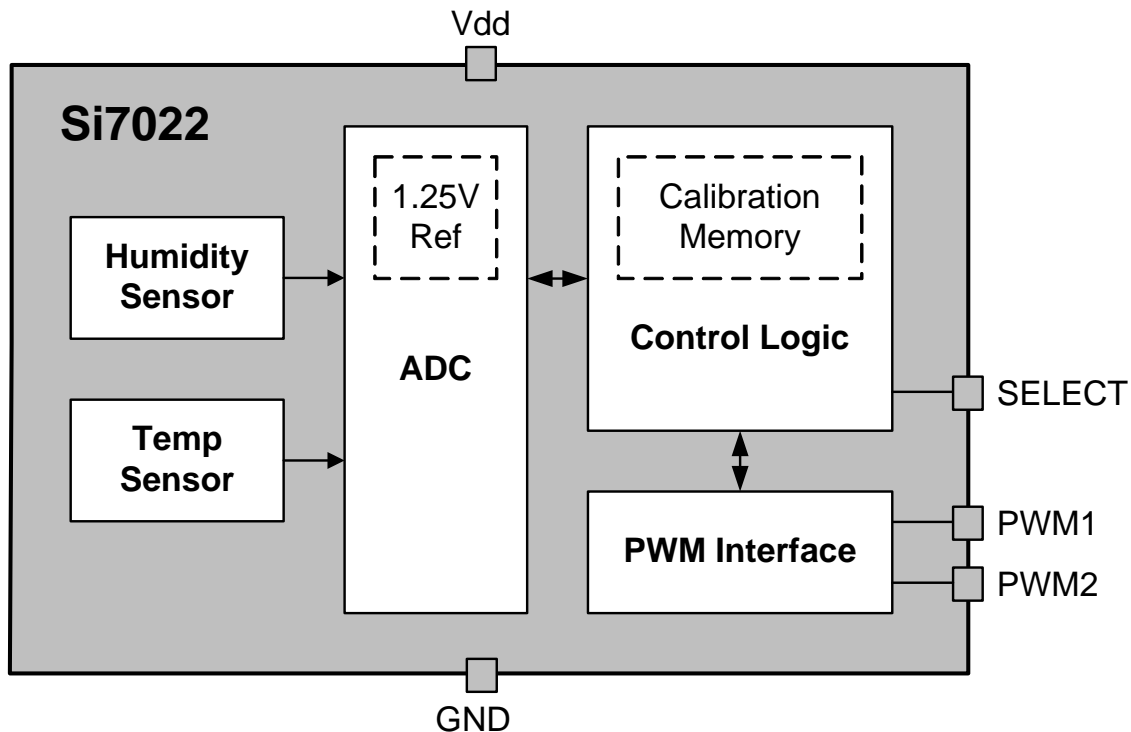 Vdd
Si7022
Humidity
Sensor
Temp
Sensor
1.25V
Ref
ADC
Calibration
Memory
Control Logic
PWM Interface
SELECT
PWM1
PWM2
GND